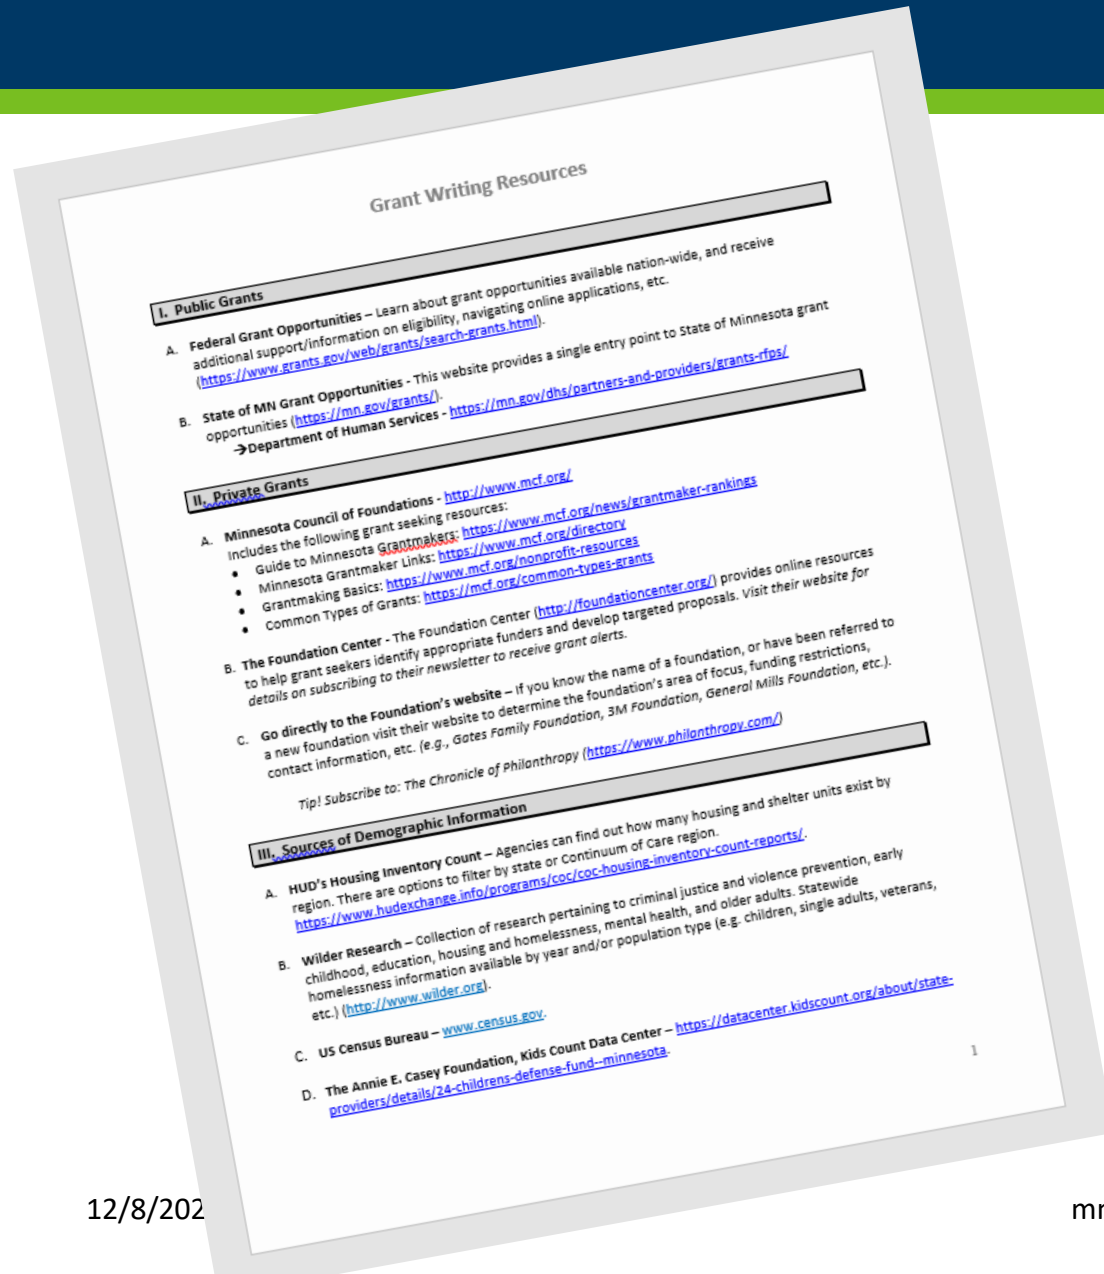 Grant Writing Resources
I. Public Grants
A. Federal Grant Opportunities – Learn about grant opportunities available nation-wide, and receive
additional support/information on eligibility, navigating online applications, etc.
(https://www.grants.gov/web/grants/search-grants.html).
B. State of MN Grant Opportunities - This website provides a single entry point to State of Minnesota grant
opportunities (https://mn.gov/grants/).
→Department of Human Services - https://mn.gov/dhs/partners-and-providers/grants-rfps/
II. Private Grants
A. Minnesota Council of Foundations - http://www.mcf.org/
Includes the following grant seeking resources:
• Guide to Minnesota Grantmakers: https://www.mcf.org/news/grantmaker-rankings
• Minnesota Grantmaker Links: https://www.mcf.org/directory
• Grantmaking Basics: https://www.mcf.org/nonprofit-resources
• Common Types of Grants: https://mcf.org/common-types-grants
B. The Foundation Center - The Foundation Center (http://foundationcenter.org/) provides online resources
to help grant seekers identify appropriate funders and develop targeted proposals. Visit their website for
details on subscribing to their newsletter to receive grant alerts.
C. Go directly to the Foundation's website – If you know the name of a foundation, or have been referred to
a new foundation visit their website to determine the foundation's area of focus, funding restrictions,
contact information, etc. (e.g., Gates Family Foundation, 3M Foundation, General Mills Foundation, etc.).
Tip! Subscribe to: The Chronicle of Philanthropy (https://www.philanthropy.com/)
III. Sources of Demographic Information
A. HUD's Housing Inventory Count – Agencies can find out how many housing and shelter units exist by
region. There are options to filter by state or Continuum of Care region.
https://www.hudexchange.info/programs/coc/coc-housing-inventory-count-reports/.
B. Wilder Research – Collection of research pertaining to criminal justice and violence prevention, early
childhood, education, housing and homelessness, mental health, and older adults. Statewide
homelessness information available by year and/or population type (e.g. children, single adults, veterans,
etc.) (http://www.wilder.org).
C. US Census Bureau – www.census.gov.
D. The Annie E. Casey Foundation, Kids Count Data Center – https://datacenter.kidscount.org/about/state-
providers/details/24-childrens-defense-fund--minnesota.
1
12/8/202